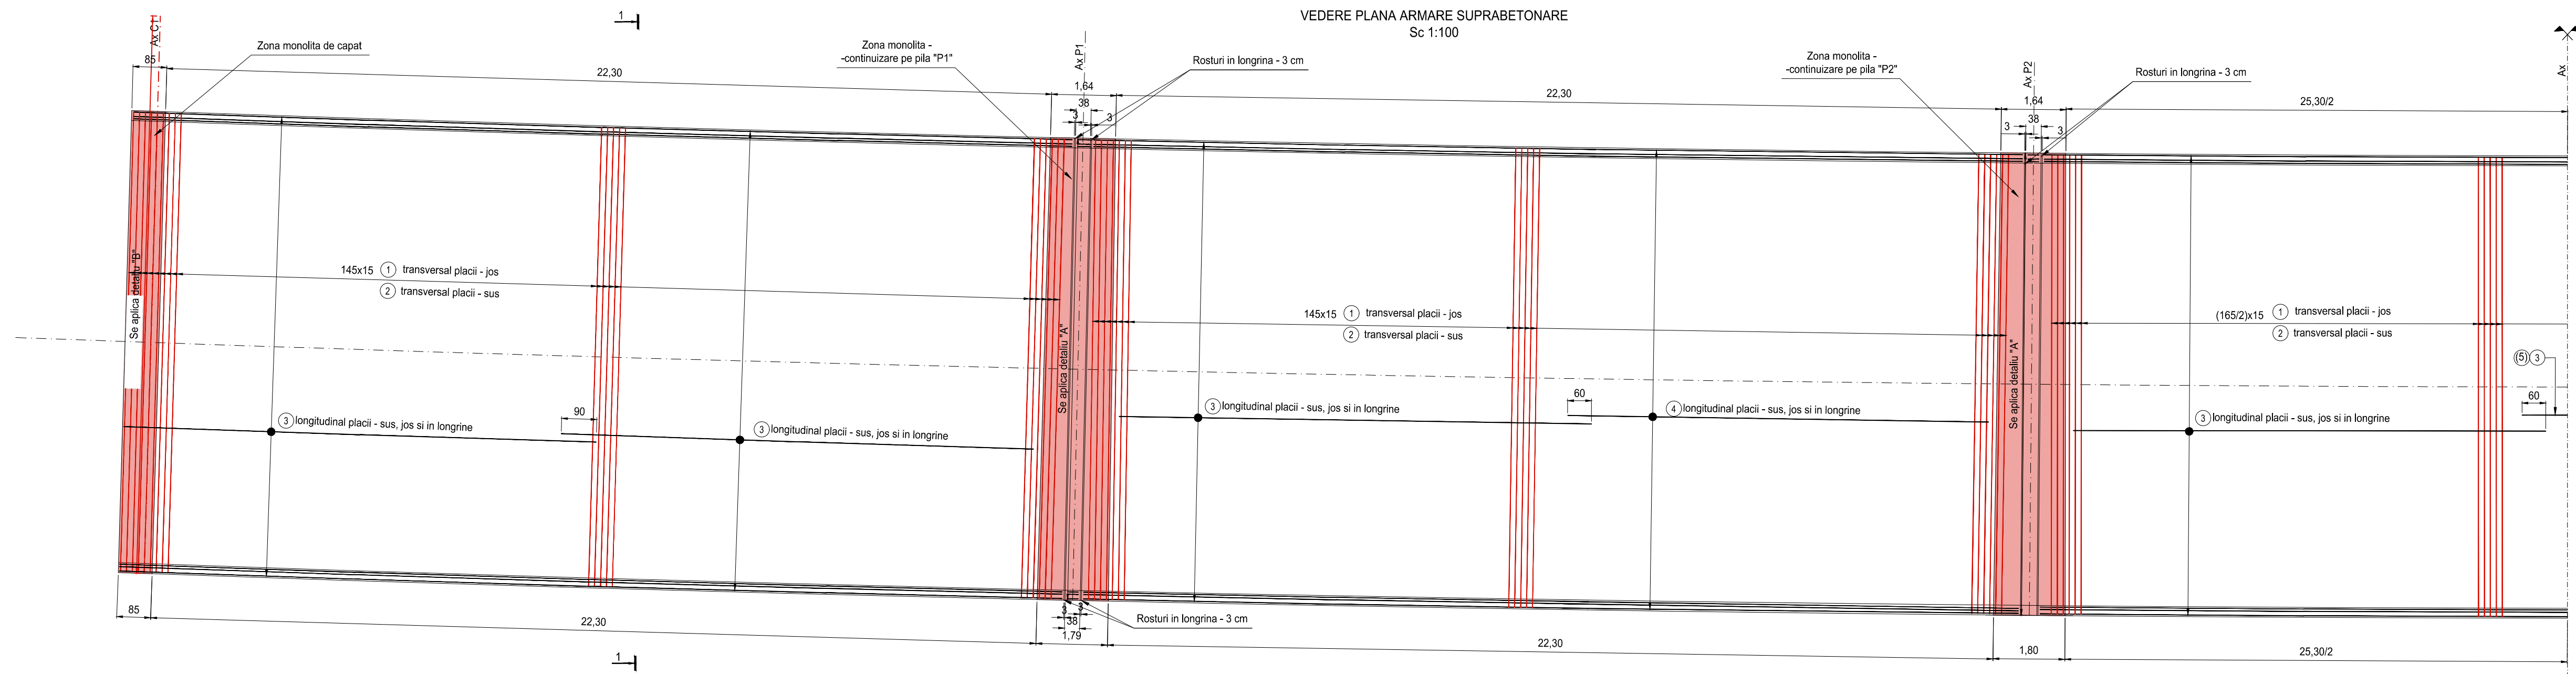 VEDERE PLANA ARMARE SUPRABETONARE
Sc 1:100
1
Ax C1
Zona monolita de capat
85
22,30
Zona monolita -
-continuizare pe pila "P1"
Ax P1
Rosturi in longrina - 3 cm
1,64
38
3
3
22,30
Zona monolita -
-continuizare pe pila "P2"
Ax P2
Rosturi in longrina - 3 cm
1,64
38
3
3
25,30/2
Ax
Se aplica detaliu "B"
145x15 1 transversal placii - jos
2 transversal placii - sus
Se aplica detaliu "A"
145x15 1 transversal placii - jos
2 transversal placii - sus
Se aplica detaliu "A"
(165/2)x15 1 transversal placii - jos
2 transversal placii - sus
(5) 3
3 longitudinal placii - sus, jos si in longrine
90
3 longitudinal placii - sus, jos si in longrine
3 longitudinal placii - sus, jos si in longrine
60
4 longitudinal placii - sus, jos si in longrine
3 longitudinal placii - sus, jos si in longrine
60
85
22,30
3
3
38
1,79
Rosturi in longrina - 3 cm
22,30
1,80
25,30/2
1